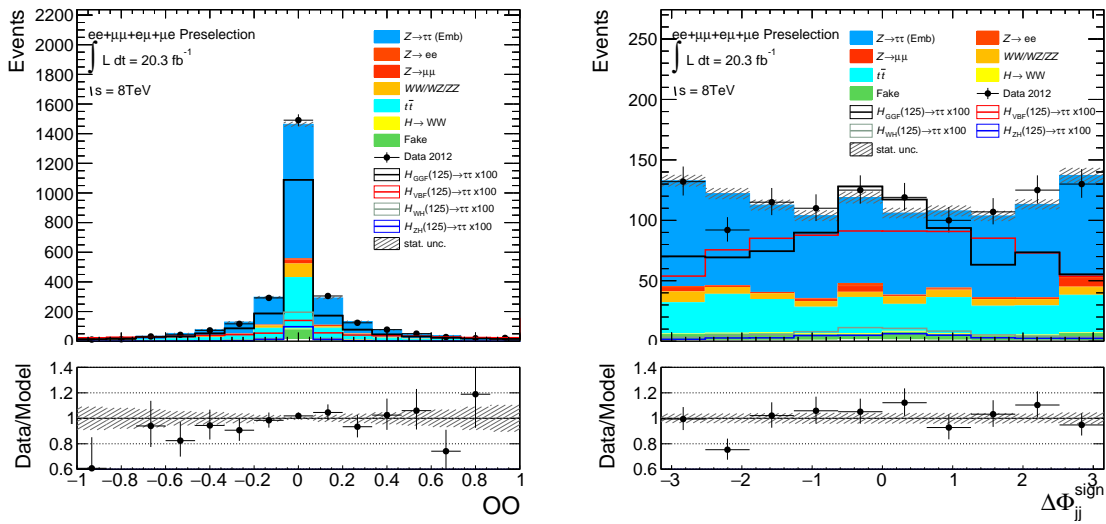 Events
2200
2000
1800
1600
1400
1200
1000
800
600
400
200
0
ee+μμ+eμ+μe Preselection
∫ L dt = 20.3 fb⁻¹
√s = 8TeV
Z→ττ (Emb)
Z→ ee
Z→μμ
WW/WZ/ZZ
tt̄
H→ WW
Fake
Data 2012
H_GGF(125)→ττ x100
H_VBF(125)→ττ x100
H_WH(125)→ττ x100
H_ZH(125)→ττ x100
stat. unc.
Data/Model
1.4
1.2
1
0.8
0.6
−1 −0.8 −0.6 −0.4 −0.2 0 0.2 0.4 0.6 0.8 1
OO
Events
250
200
150
100
50
0
ee+μμ+eμ+μe Preselection
∫ L dt = 20.3 fb⁻¹
√s = 8TeV
Z→ττ (Emb) Z→ ee
Z→μμ WW/WZ/ZZ
tt̄ H→ WW
Fake Data 2012
H_GGF(125)→ττ x100 H_VBF(125)→ττ x100
H_WH(125)→ττ x100 H_ZH(125)→ττ x100
stat. unc.
Data/Model
1.4
1.2
1
0.8
0.6
−3 −2 −1 0 1 2 3
ΔΦ_jj^sign